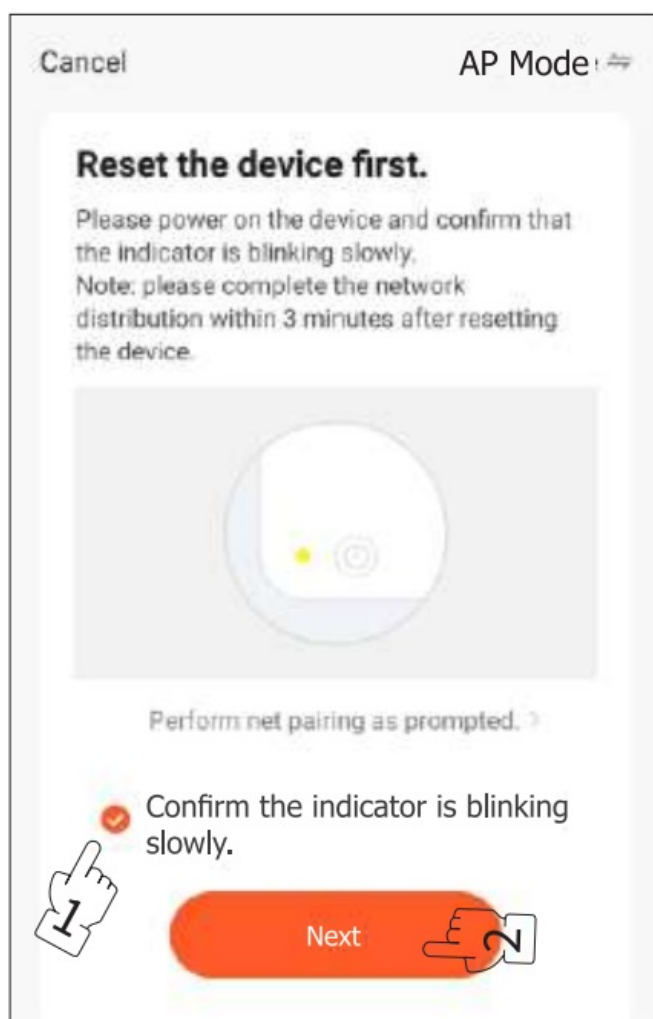 Cancel
AP Mode
Reset the device first.
Please power on the device and confirm that
the indicator is blinking slowly.
Note: please complete the network
distribution within 3 minutes after resetting
the device.
Perform net pairing as prompted. >
Confirm the indicator is blinking
slowly.
1
Next
2